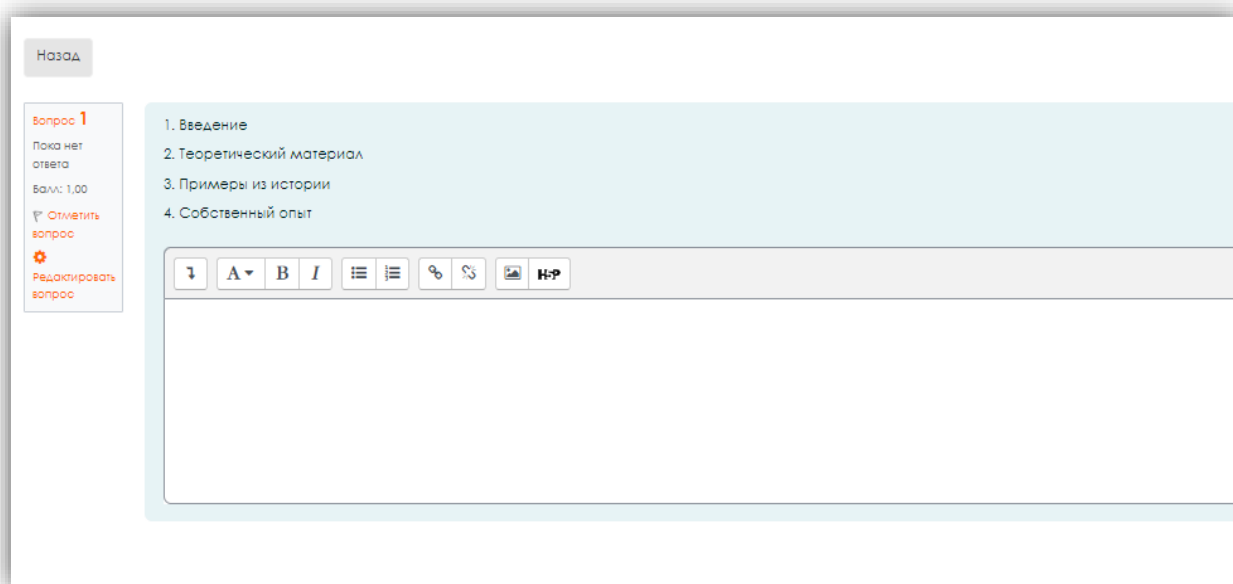 Назад
Вопрос 1
Пока нет
ответа
Балл: 1,00
Отметить
вопрос
Редактировать
вопрос
1. Введение
2. Теоретический материал
3. Примеры из истории
4. Собственный опыт
A B I H5P